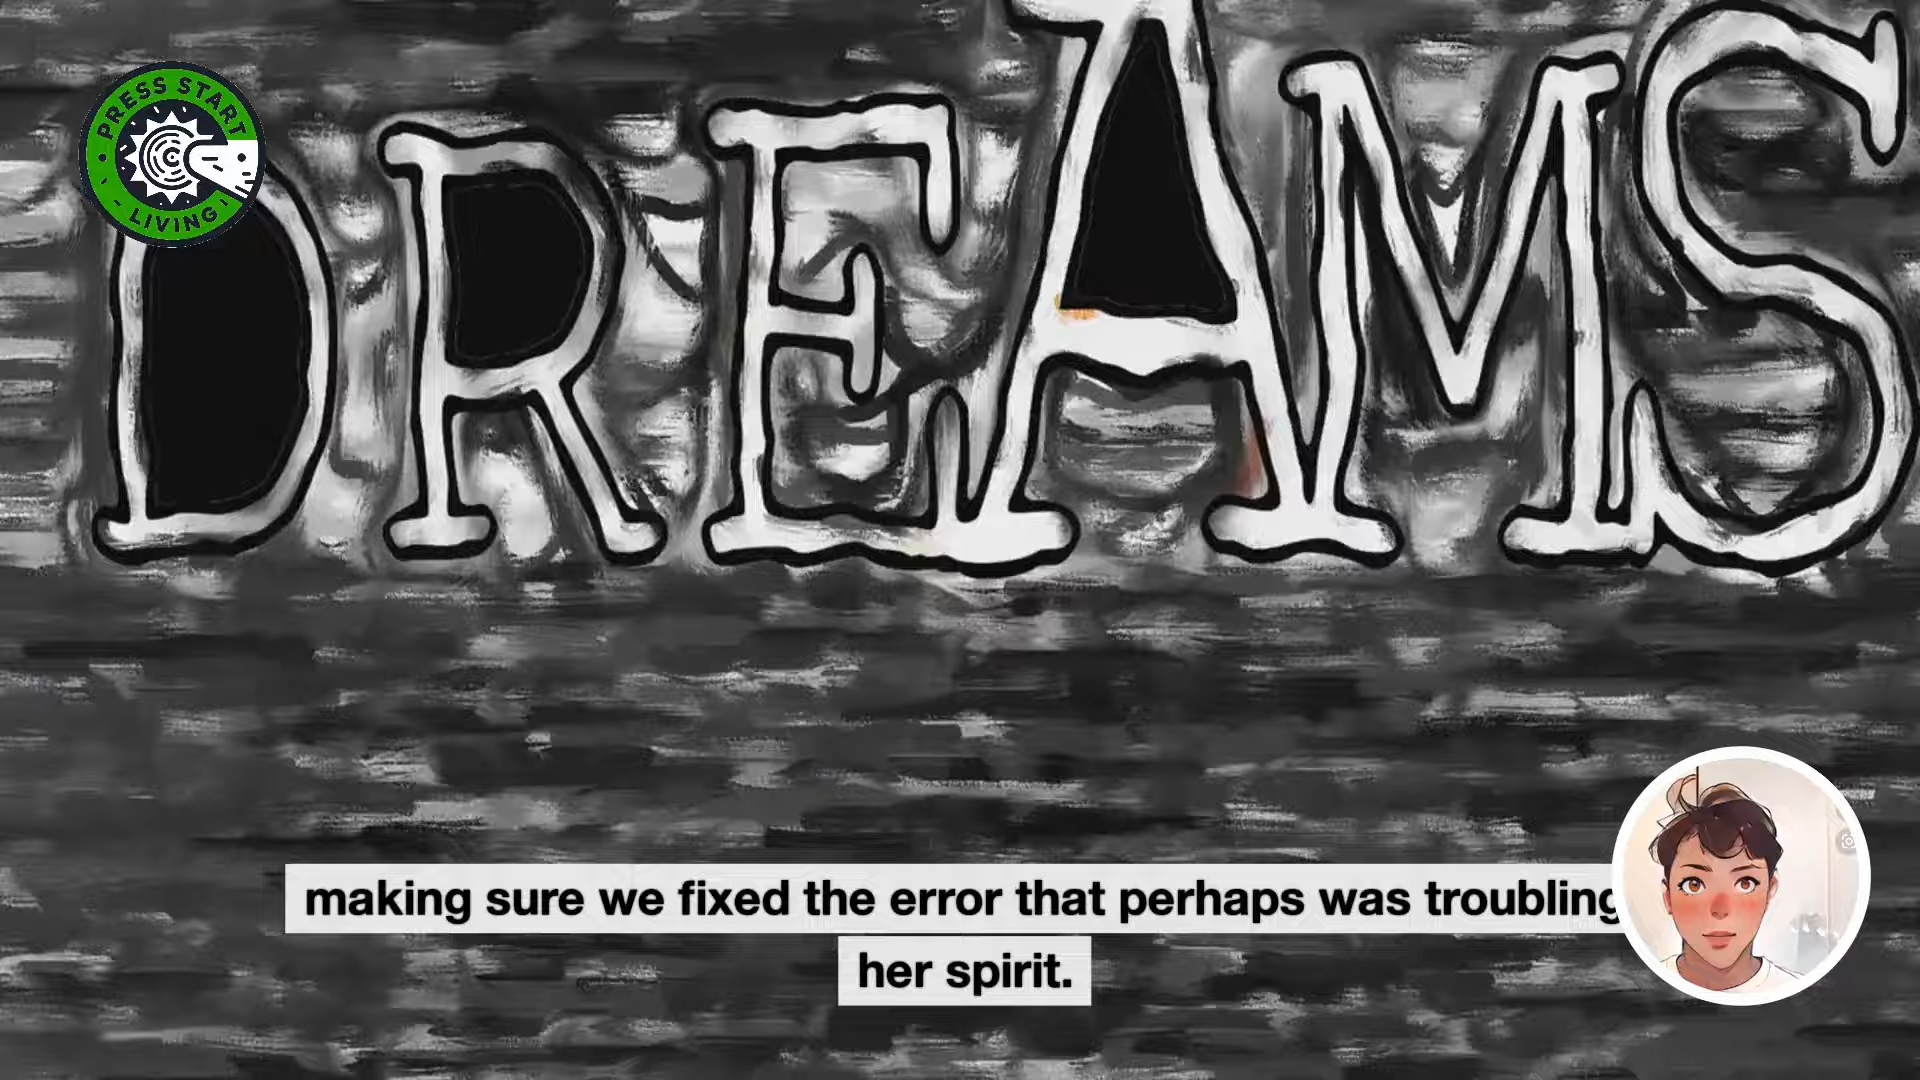 PRESS START
LIVING
DREAMS
making sure we fixed the error that perhaps was troubling
her spirit.